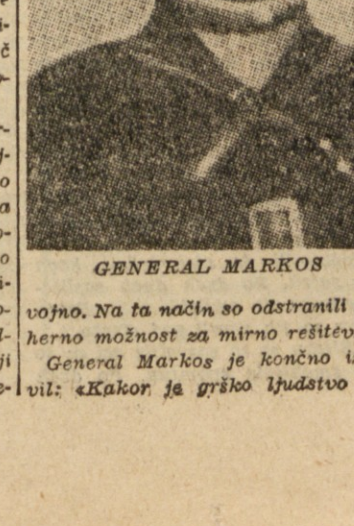 GENERAL MARKOS
vojno. Na ta način so odstranili
herno možnost za mirno rešitev
General Markos je končno iz
vil: «Kakor je grško ljudstvo